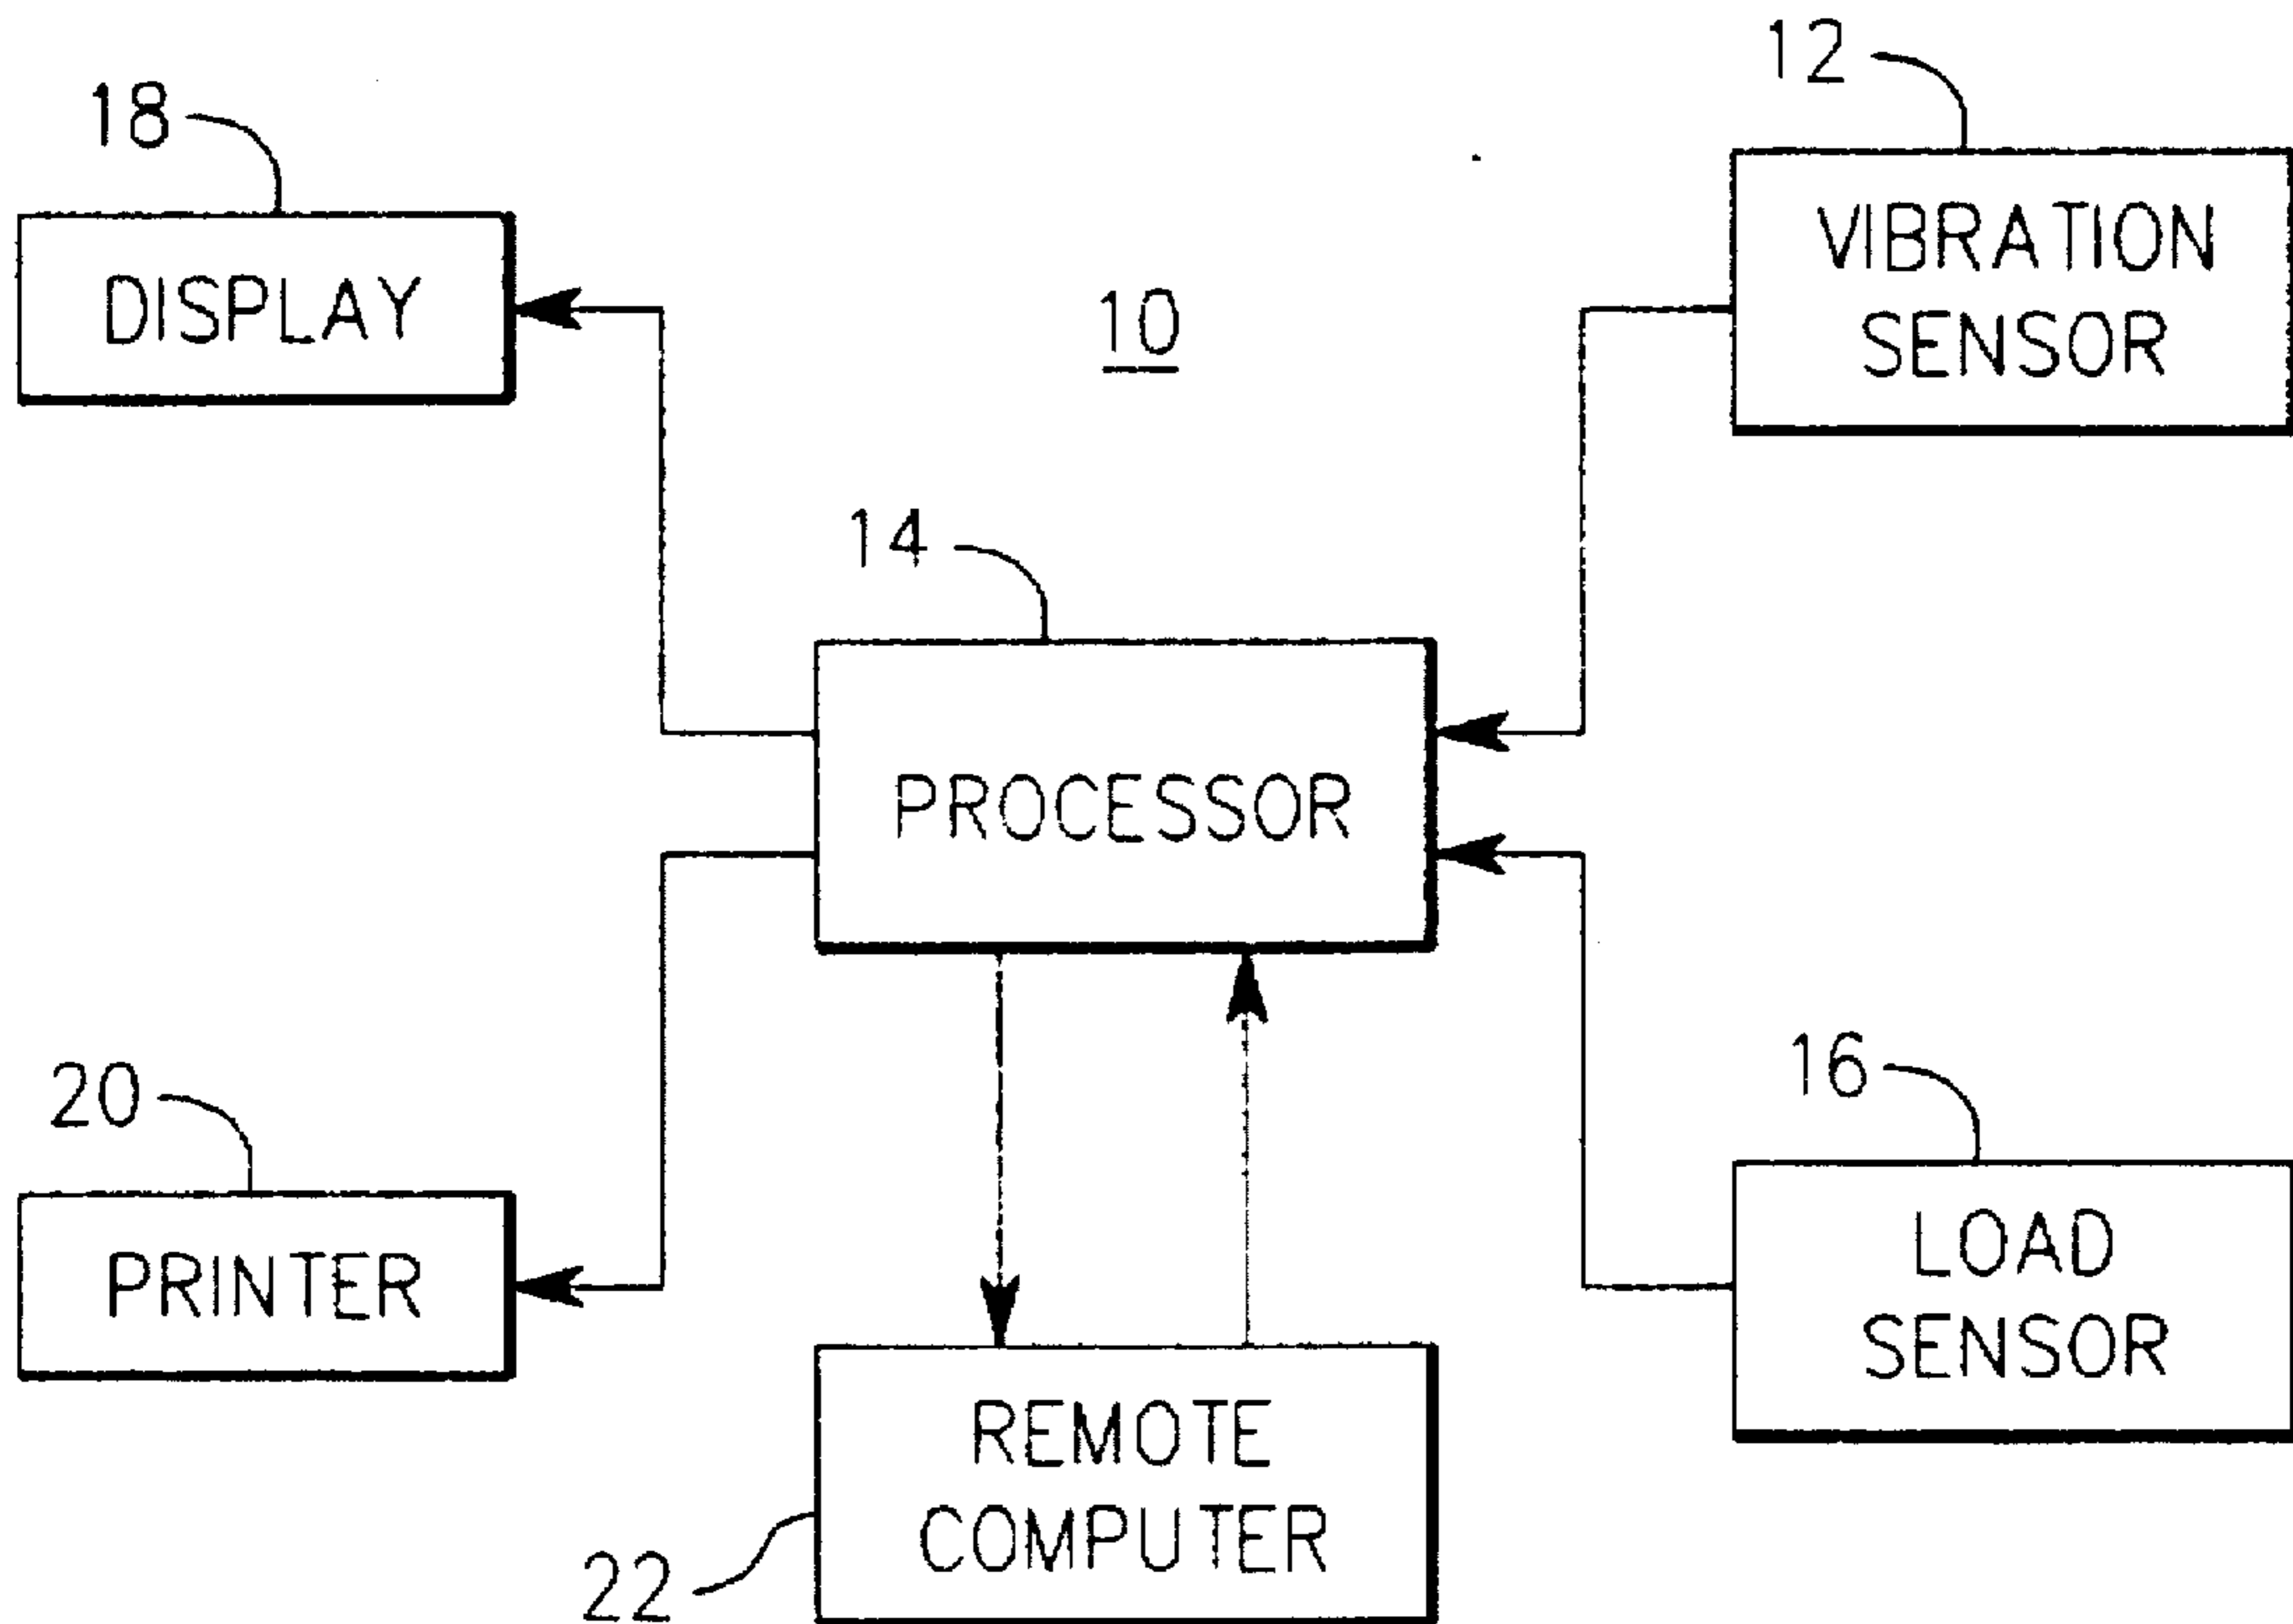 12
18
VIBRATION
SENSOR
DISPLAY
10
14
PROCESSOR
16
20
LOAD
SENSOR
PRINTER
REMOTE
COMPUTER
22